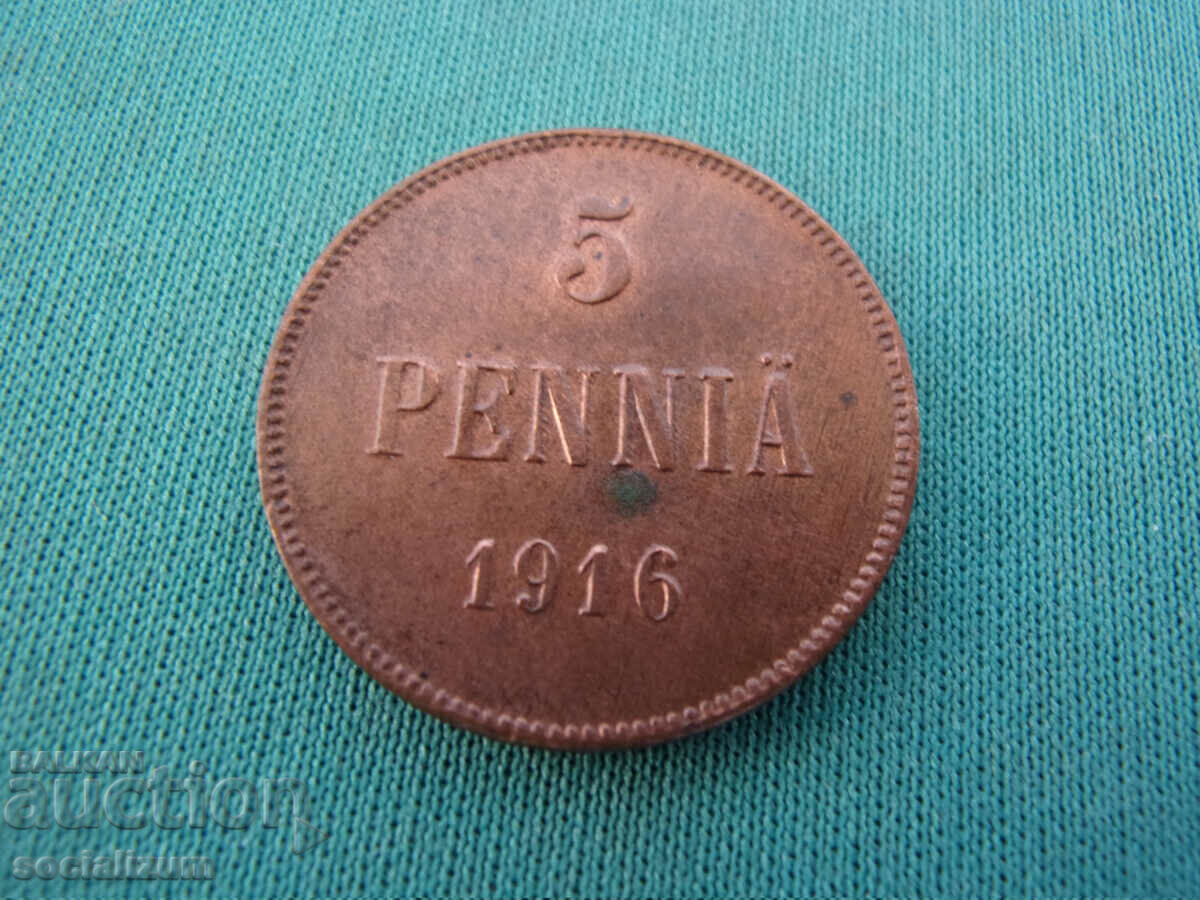 5
PENNIÄ
1916
BALKAN
auction
socializum